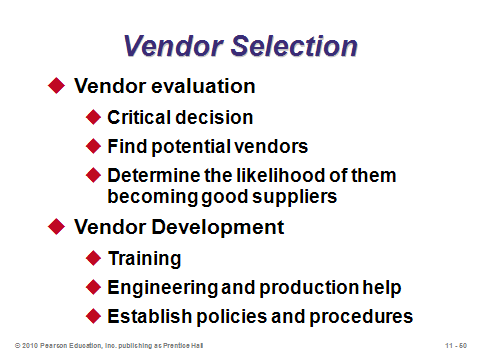 Vendor Selection
Vendor evaluation
Critical decision
Find potential vendors
Determine the likelihood of them
becoming good suppliers
Vendor Development
Training
Engineering and production help
Establish policies and procedures
© 2010 Pearson Education, Inc. publishing as Prentice Hall
11 - 50